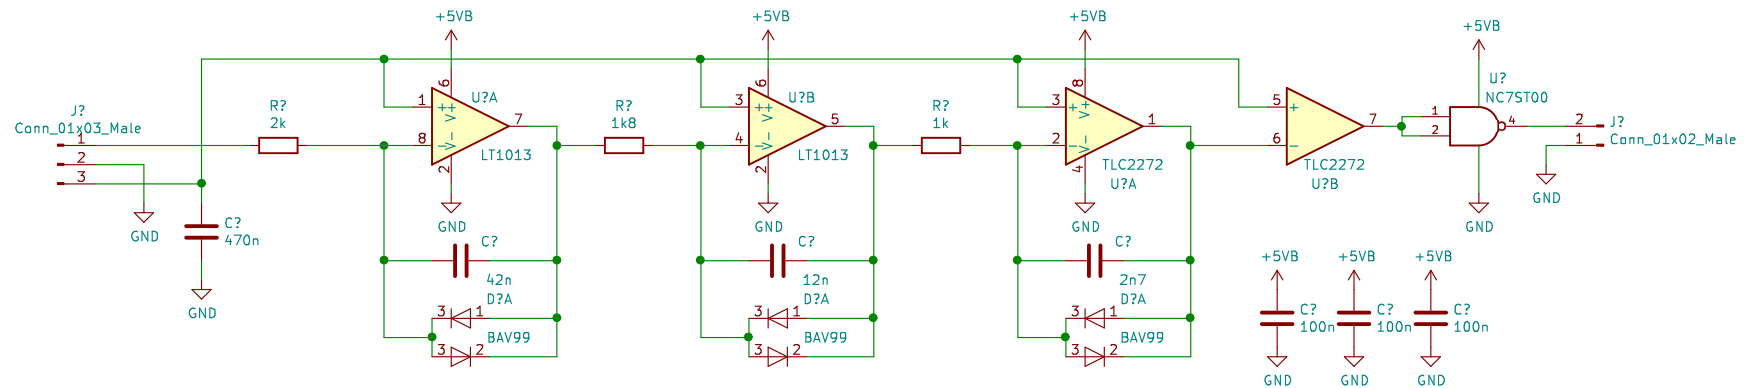 +5VB
+5VB
+5VB
+5VB
J?
Conn_01x03_Male
1
2
3
GND
C?
470n
GND
R?
2k
1
8
6
2
7
+
+
-
V+
V-
U?A
LT1013
GND
C?
42n
D?A
3
1
BAV99
3
2
R?
1k8
3
4
6
2
5
+
+
-
V+
V-
U?B
LT1013
GND
C?
12n
D?A
3
1
BAV99
3
2
R?
1k
3
2
8
4
1
+
-
V+
V-
TLC2272
U?A
GND
C?
2n7
D?A
3
1
BAV99
3
2
5
6
+
-
7
TLC2272
U?B
U?
NC7ST00
1
2
4
GND
2
1
J?
Conn_01x02_Male
GND
+5VB
+5VB
+5VB
C?
100n
C?
100n
C?
100n
GND
GND
GND